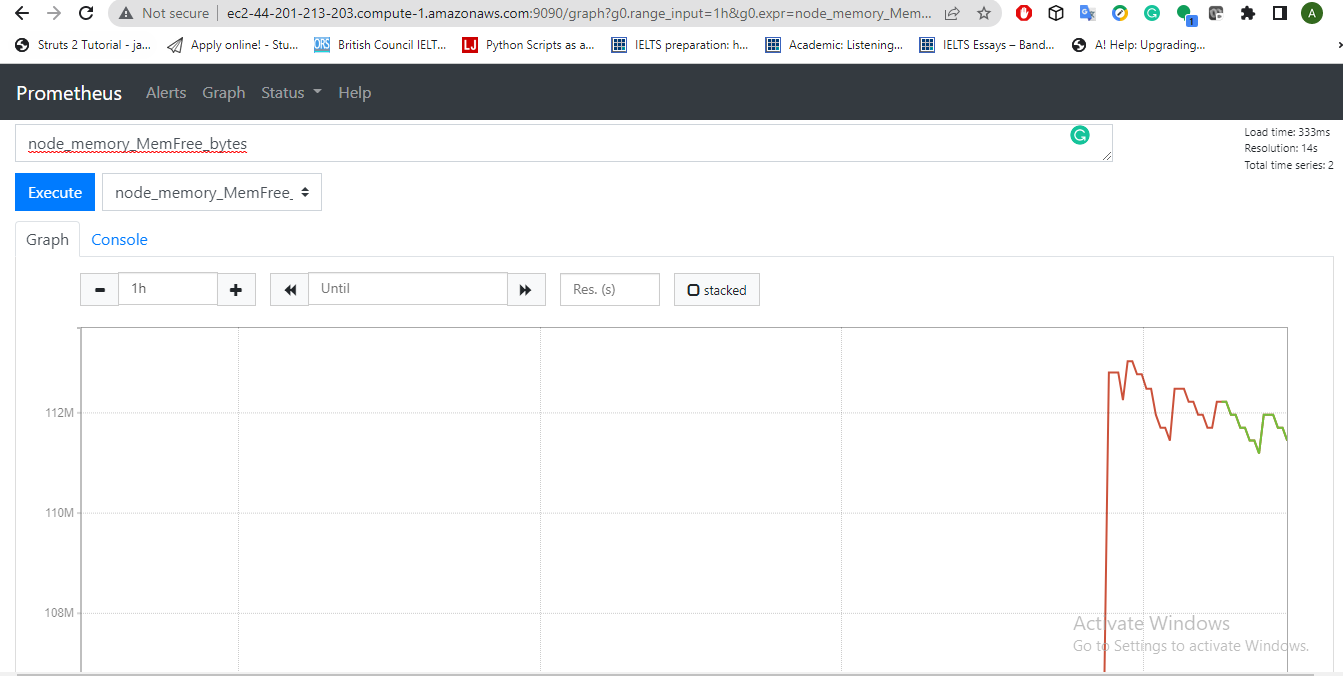 Not secure ec2-44-201-213-203.compute-1.amazonaws.com:9090/graph?g0.range_input=1h&g0.expr=node_memory_Mem... 1 A
Struts 2 Tutorial - ja... Apply online! - Stu... ORS British Council IELT... LJ Python Scripts as a... IELTS preparation: h... Academic: Listening... IELTS Essays – Band... A! Help: Upgrading...
Prometheus Alerts Graph Status Help
node_memory_MemFree_bytes
Load time: 333ms
Resolution: 14s
Total time series: 2
Execute node_memory_MemFree_
Graph Console
1h Until Res. (s) stacked
112M
110M
108M
Activate Windows
Go to Settings to activate Windows.